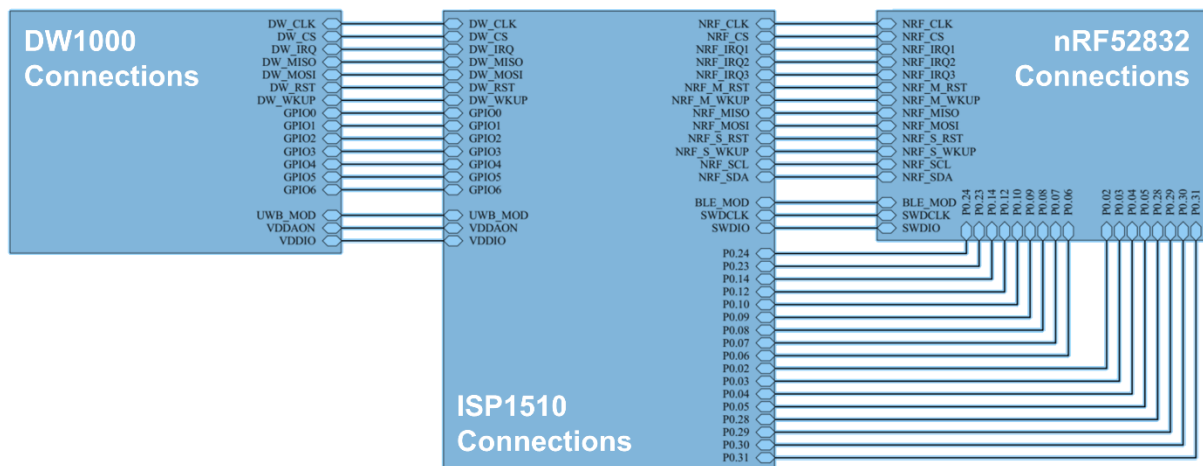 DW1000
Connections
DW_CLK
DW_CS
DW_IRQ
DW_MISO
DW_MOSI
DW_RST
DW_WKUP
GPIO0
GPIO1
GPIO2
GPIO3
GPIO4
GPIO5
GPIO6
UWB_MOD
VDDAON
VDDIO
DW_CLK
DW_CS
DW_IRQ
DW_MISO
DW_MOSI
DW_RST
DW_WKUP
GPIO0
GPIO1
GPIO2
GPIO3
GPIO4
GPIO5
GPIO6
UWB_MOD
VDDAON
VDDIO
ISP1510
Connections
NRF_CLK
NRF_CS
NRF_IRQ1
NRF_IRQ2
NRF_IRQ3
NRF_M_RST
NRF_M_WKUP
NRF_MISO
NRF_MOSI
NRF_S_RST
NRF_S_WKUP
NRF_SCL
NRF_SDA
BLE_MOD
SWDCLK
SWDIO
P0.24
P0.23
P0.14
P0.12
P0.10
P0.09
P0.08
P0.07
P0.06
P0.02
P0.03
P0.04
P0.05
P0.28
P0.29
P0.30
P0.31
NRF_CLK
NRF_CS
NRF_IRQ1
NRF_IRQ2
NRF_IRQ3
NRF_M_RST
NRF_M_WKUP
NRF_MISO
NRF_MOSI
NRF_S_RST
NRF_S_WKUP
NRF_SCL
NRF_SDA
BLE_MOD
SWDCLK
SWDIO
nRF52832
Connections
P0.24
P0.23
P0.14
P0.12
P0.10
P0.09
P0.08
P0.07
P0.06
P0.02
P0.03
P0.04
P0.05
P0.28
P0.29
P0.30
P0.31